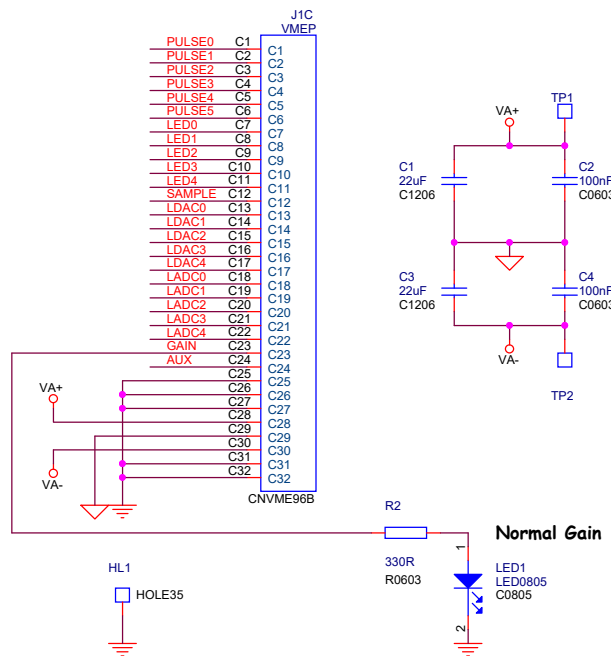 J1C
VMEP
PULSE0 C1 C1
PULSE1 C2 C2
PULSE2 C3 C3
PULSE3 C4 C4
PULSE4 C5 C5
PULSE5 C6 C6
LED0 C7 C7
LED1 C8 C8
LED2 C9 C9
LED3 C10 C10
LED4 C11 C11
SAMPLE C12 C12
LDAC0 C13 C13
LDAC1 C14 C14
LDAC2 C15 C15
LDAC3 C16 C16
LDAC4 C17 C17
LADC0 C18 C18
LADC1 C19 C19
LADC2 C20 C20
LADC3 C21 C21
LADC4 C22 C22
GAIN C23 C23
AUX C24 C24
C25 C25
C26 C26
C27 C27
C28 C28
C29 C29
C30 C30
C31 C31
C32 C32
CNVME96B
VA+
VA-
TP1
VA+
C1
22uF
C1206
C2
100nF
C0603
C3
22uF
C1206
C4
100nF
C0603
VA-
TP2
R2
330R
R0603
Normal Gain
1
LED1
LED0805
C0805
2
HL1
HOLE35